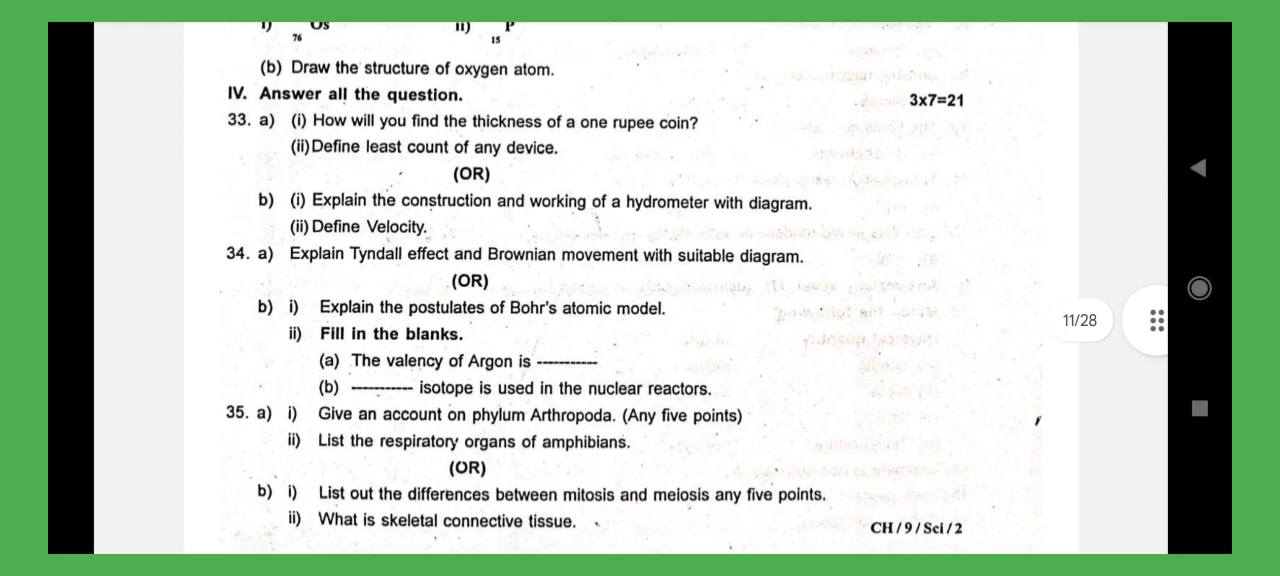 i) Os ii) P
76 15
(b) Draw the structure of oxygen atom.
IV. Answer all the question. 3x7=21
33. a) (i) How will you find the thickness of a one rupee coin?
(ii) Define least count of any device.
(OR)
b) (i) Explain the construction and working of a hydrometer with diagram.
(ii) Define Velocity.
34. a) Explain Tyndall effect and Brownian movement with suitable diagram.
(OR)
b) i) Explain the postulates of Bohr's atomic model.
ii) Fill in the blanks.
(a) The valency of Argon is -----------
(b) ----------- isotope is used in the nuclear reactors.
11/28
35. a) i) Give an account on phylum Arthropoda. (Any five points)
ii) List the respiratory organs of amphibians.
(OR)
b) i) List out the differences between mitosis and meiosis any five points.
ii) What is skeletal connective tissue.
CH / 9 / Sci / 2